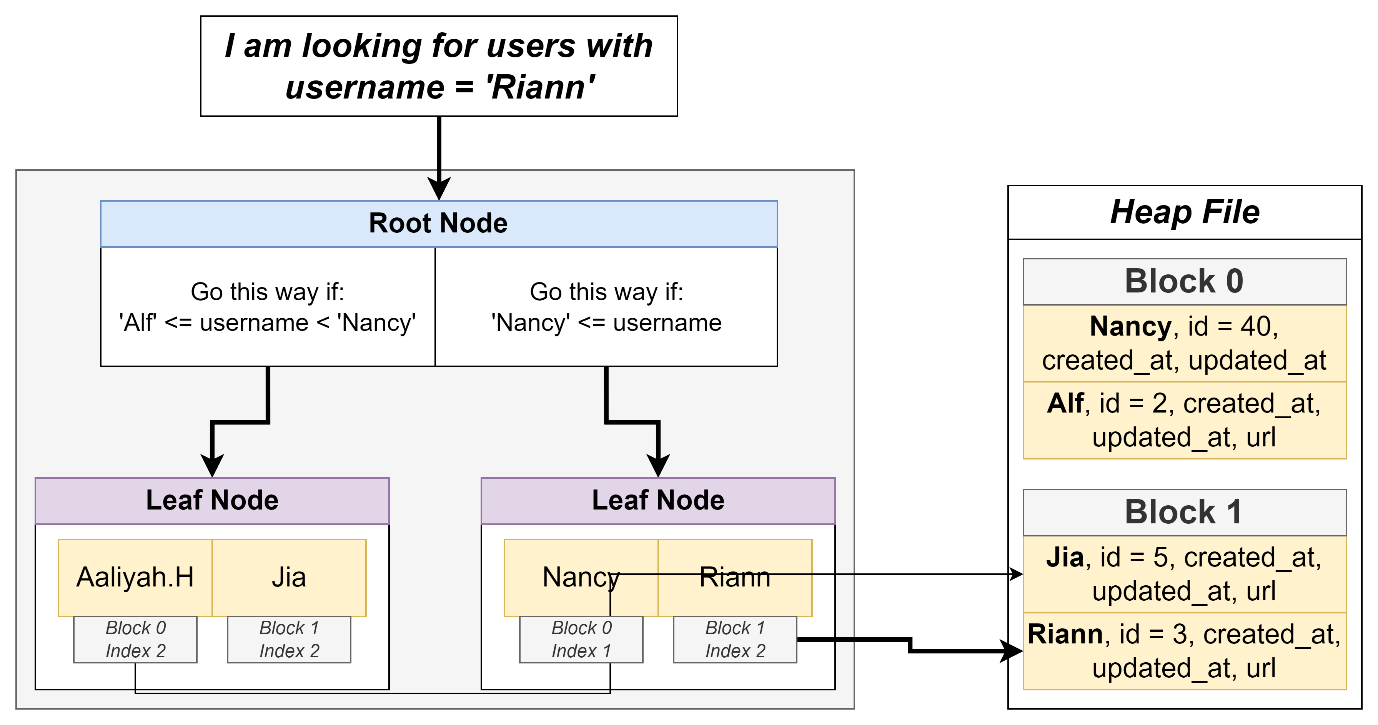 I am looking for users with
username = 'Riann'
Root Node
Go this way if:
'Alf' <= username < 'Nancy'
Go this way if:
'Nancy' <= username
Leaf Node
Aaliyah.H
Jia
Block 0
Index 2
Block 1
Index 2
Leaf Node
Nancy
Riann
Block 0
Index 1
Block 1
Index 2
Heap File
Block 0
Nancy, id = 40,
created_at, updated_at
Alf, id = 2, created_at,
updated_at, url
Block 1
Jia, id = 5, created_at,
updated_at, url
Riann, id = 3, created_at,
updated_at, url